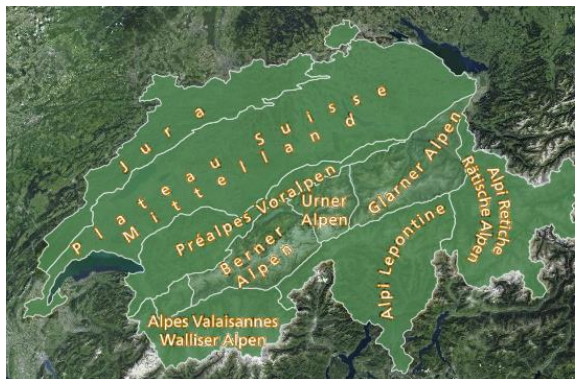 Jura
Plateau Suisse
Mittelland
Préalpes Voralpen
Urner
Alpen
Glarner Alpen
Berner
Alpen
Alpi Lepontine
Alpi Retiche
Rätische Alpen
Alpes Valaisannes
Walliser Alpen